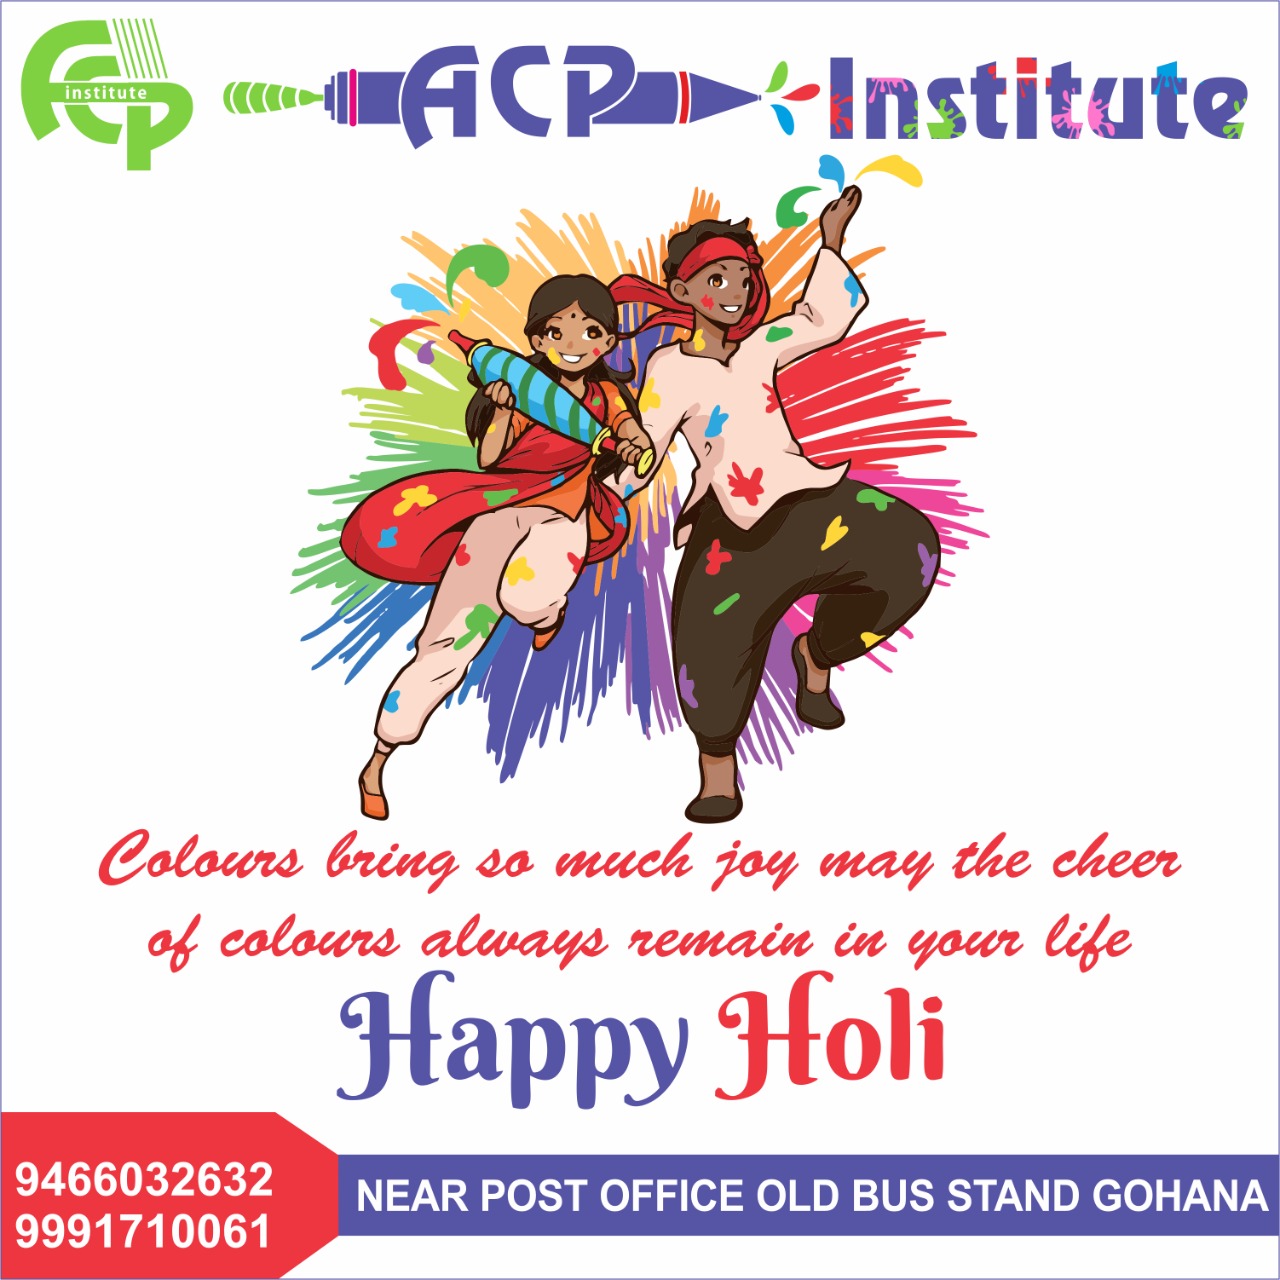 ACP
institute
ACP Institute
Colours bring so much joy may the cheer
of colours always remain in your life
Happy Holi
9466032632
9991710061
NEAR POST OFFICE OLD BUS STAND GOHANA